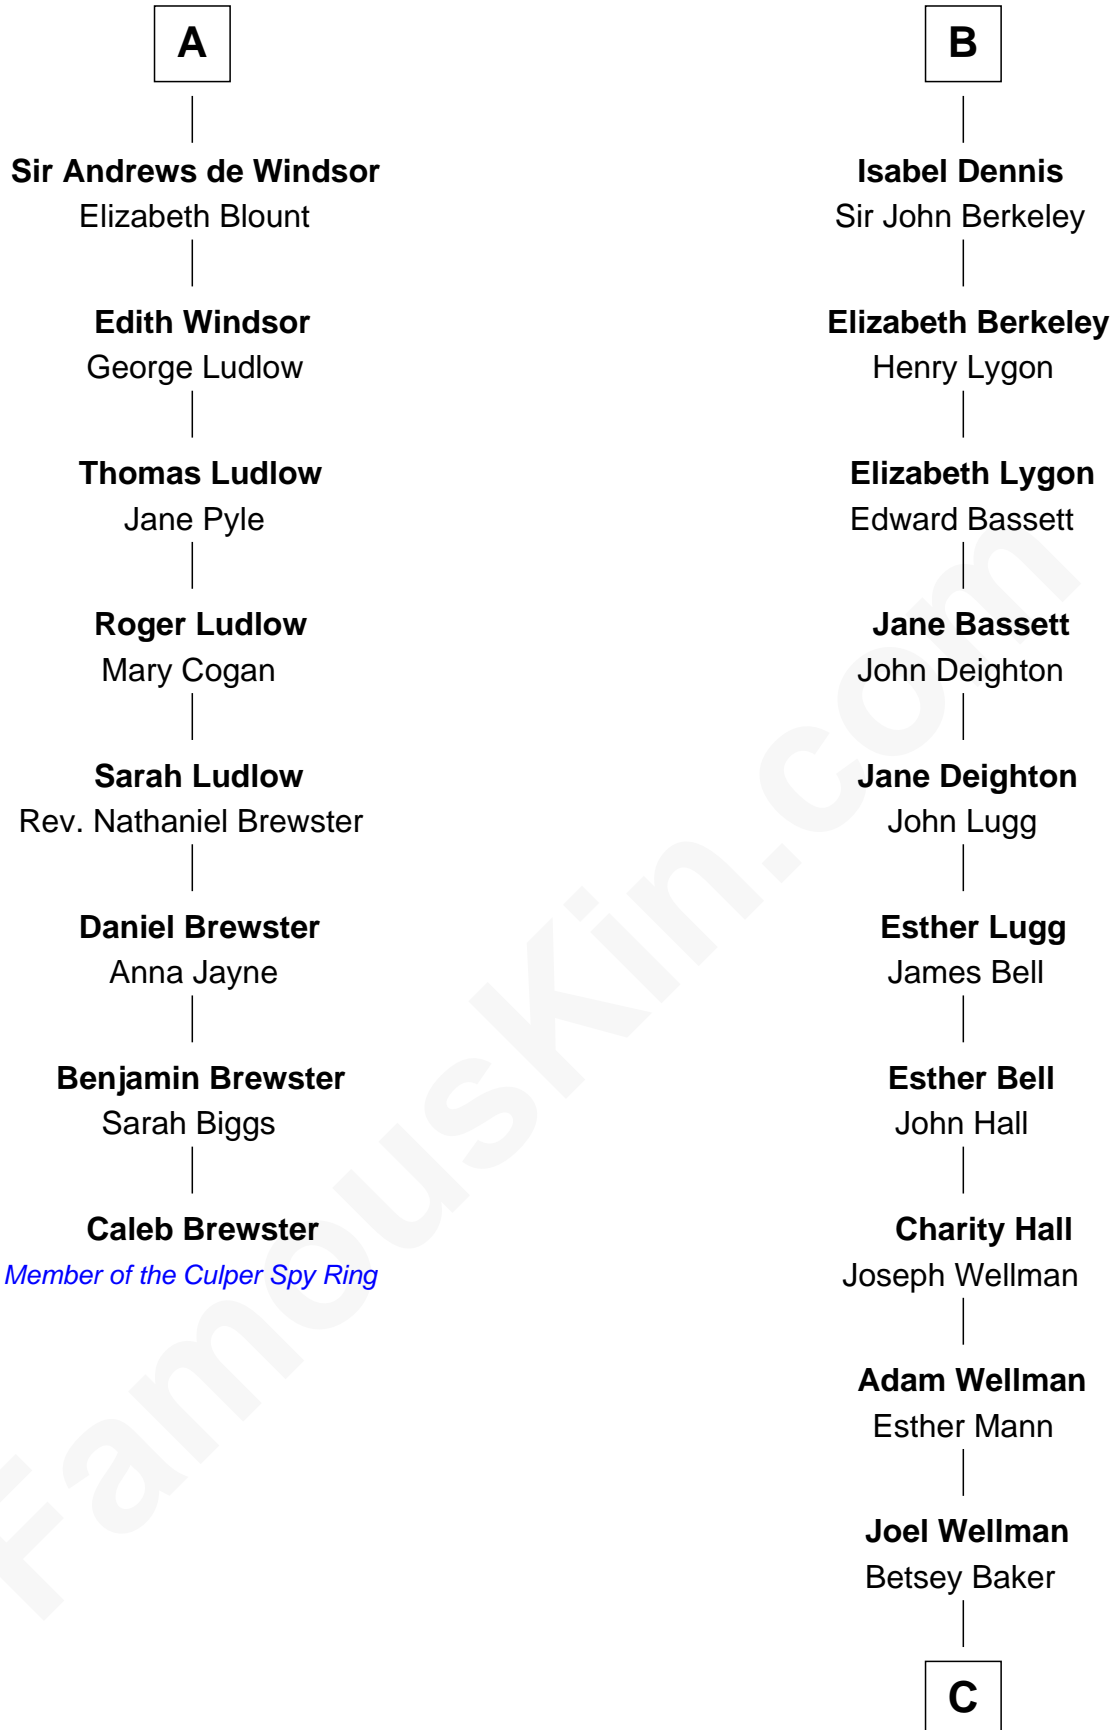 A
Sir Andrews de Windsor
Elizabeth Blount
Edith Windsor
George Ludlow
Thomas Ludlow
Jane Pyle
Roger Ludlow
Mary Cogan
Sarah Ludlow
Rev. Nathaniel Brewster
Daniel Brewster
Anna Jayne
Benjamin Brewster
Sarah Biggs
Caleb Brewster
Member of the Culper Spy Ring
B
Isabel Dennis
Sir John Berkeley
Elizabeth Berkeley
Henry Lygon
Elizabeth Lygon
Edward Bassett
Jane Bassett
John Deighton
Jane Deighton
John Lugg
Esther Lugg
James Bell
Esther Bell
John Hall
Charity Hall
Joseph Wellman
Adam Wellman
Esther Mann
Joel Wellman
Betsey Baker
C
FamousKin.com